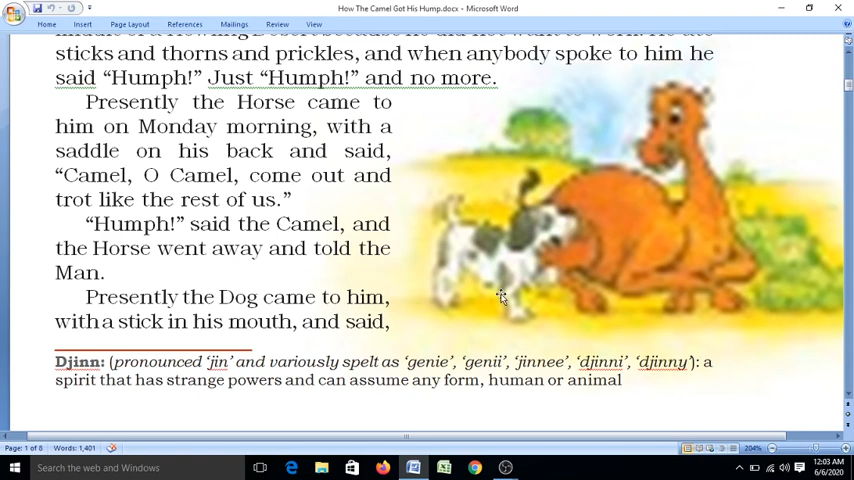 How The Camel Got His Hump.docx - Microsoft Word
Home Insert Page Layout References Mailings Review View
sticks and thorns and prickles, and when anybody spoke to him he
said “Humph!” Just “Humph!” and no more.
Presently the Horse came to
him on Monday morning, with a
saddle on his back and said,
“Camel, O Camel, come out and
trot like the rest of us.”
“Humph!” said the Camel, and
the Horse went away and told the
Man.
Presently the Dog came to him,
with a stick in his mouth, and said,
Djinn: (pronounced ‘jin’ and variously spelt as ‘genie’, ‘genii’, ‘jinnee’, ‘djinni’, ‘djinny’): a
spirit that has strange powers and can assume any form, human or animal
Page: 1 of 8 Words: 1,401 204%
Search the web and Windows
12:03 AM
6/6/2020